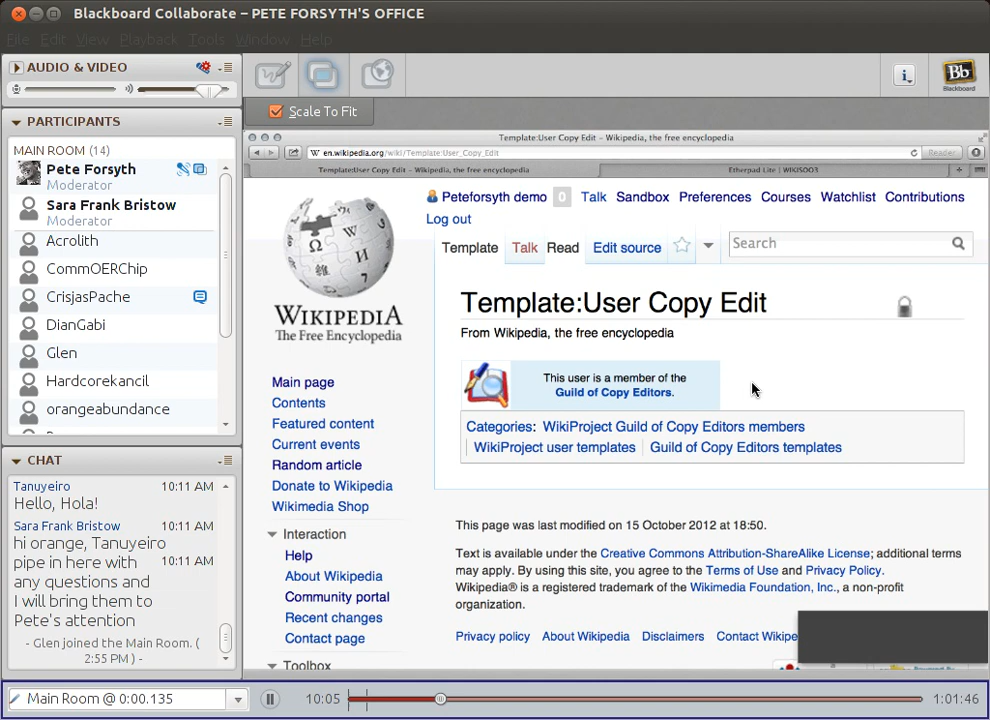 Blackboard Collaborate – PETE FORSYTH'S OFFICE
File Edit View Playback Tools Window Help
AUDIO & VIDEO
PARTICIPANTS
MAIN ROOM (14)
Pete Forsyth
Moderator
Sara Frank Bristow
Moderator
Acrolith
CommOERChip
CrisjasPache
DianGabi
Glen
Hardcorekancil
orangeabundance
CHAT
Tanuyeiro 10:11 AM
Hello, Hola!
Sara Frank Bristow 10:11 AM
hi orange, Tanuyeiro
pipe in here with 10:11 AM
any questions and
I will bring them to
Pete's attention
- Glen joined the Main Room. (
2:55 PM ) -
i
Bb
Blackboard
Scale To Fit
Template:User Copy Edit – Wikipedia, the free encyclopedia
W en.wikipedia.org/wiki/Template:User_Copy_Edit
Reader
Template:User Copy Edit – Wikipedia, the free encyclopedia
Etherpad Lite | WIKISOO3
Peteforsyth demo 0 Talk Sandbox Preferences Courses Watchlist Contributions
Log out
Template Talk Read Edit source
Search
WIKIPEDIA
The Free Encyclopedia
Main page
Contents
Featured content
Current events
Random article
Donate to Wikipedia
Wikimedia Shop
Interaction
Help
About Wikipedia
Community portal
Recent changes
Contact page
Toolbox
Template:User Copy Edit
From Wikipedia, the free encyclopedia
This user is a member of the
Guild of Copy Editors.
Categories: WikiProject Guild of Copy Editors members
WikiProject user templates | Guild of Copy Editors templates
This page was last modified on 15 October 2012 at 18:50.
Text is available under the Creative Commons Attribution-ShareAlike License; additional terms
may apply. By using this site, you agree to the Terms of Use and Privacy Policy.
Wikipedia® is a registered trademark of the Wikimedia Foundation, Inc., a non-profit
organization.
Privacy policy About Wikipedia Disclaimers Contact Wikipe
Main Room @ 0:00.135
10:05
1:01:46